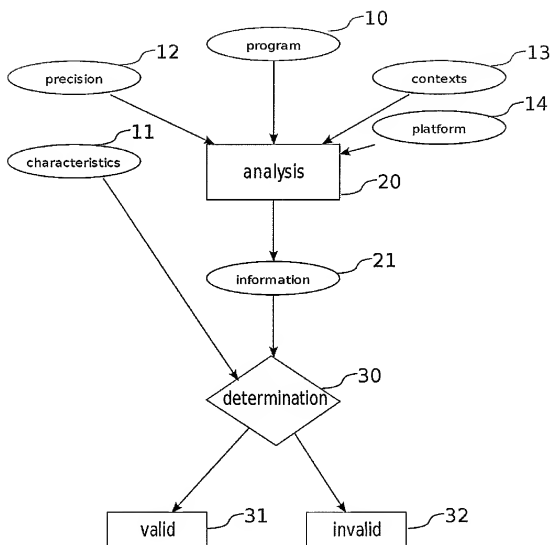 10
program
12
13
precision
contexts
14
platform
11
characteristics
analysis
20
21
information
30
determination
31
valid
32
invalid